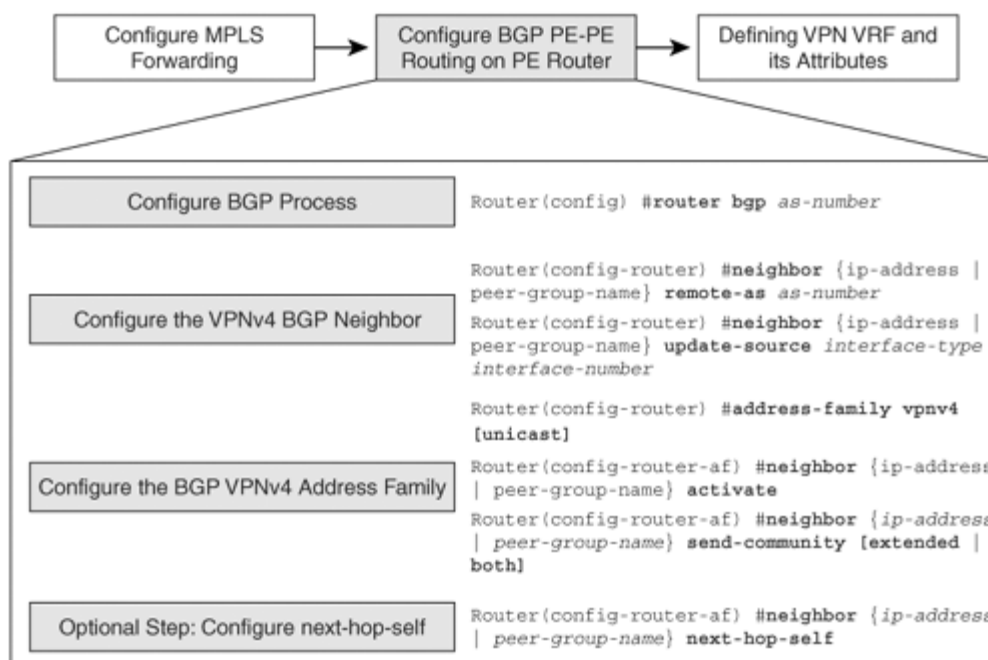 Configure MPLS
Forwarding
Configure BGP PE-PE
Routing on PE Router
Defining VPN VRF and
its Attributes
Configure BGP Process
Router(config) #router bgp as-number
Configure the VPNv4 BGP Neighbor
Router(config-router) #neighbor {ip-address |
peer-group-name} remote-as as-number
Router(config-router) #neighbor {ip-address |
peer-group-name} update-source interface-type
interface-number
Router(config-router) #address-family vpnv4
[unicast]
Configure the BGP VPNv4 Address Family
Router(config-router-af) #neighbor {ip-address
| peer-group-name} activate
Router(config-router-af) #neighbor {ip-address
| peer-group-name} send-community [extended |
both]
Optional Step: Configure next-hop-self
Router(config-router-af) #neighbor {ip-address
| peer-group-name} next-hop-self